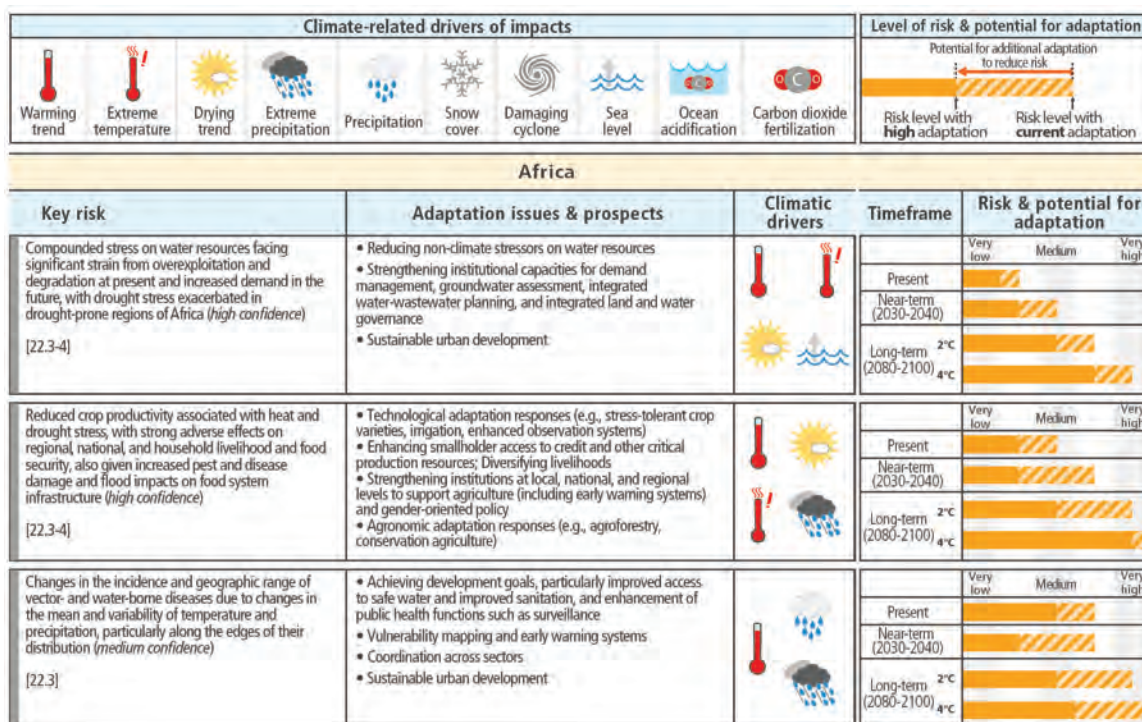 Climate-related drivers of impacts
Warming trend
Extreme temperature
Drying trend
Extreme precipitation
Precipitation
Snow cover
Damaging cyclone
Sea level
Ocean acidification
CO
O C O
Carbon dioxide fertilization
Level of risk & potential for adaptation
Potential for additional adaptation
to reduce risk
Risk level with
high adaptation
Risk level with
current adaptation
Africa
Key risk
Adaptation issues & prospects
Climatic
drivers
Timeframe
Risk & potential for
adaptation
Compounded stress on water resources facing
significant strain from overexploitation and
degradation at present and increased demand in the
future, with drought stress exacerbated in
drought-prone regions of Africa (high confidence)
[22.3-4]
• Reducing non-climate stressors on water resources
• Strengthening institutional capacities for demand
management, groundwater assessment, integrated
water-wastewater planning, and integrated land and water
governance
• Sustainable urban development
Very
low
Medium
Very
high
Present
Near-term
(2030-2040)
Long-term
(2080-2100)
2°C
4°C
Reduced crop productivity associated with heat and
drought stress, with strong adverse effects on
regional, national, and household livelihood and food
security, also given increased pest and disease
damage and flood impacts on food system
infrastructure (high confidence)
[22.3-4]
• Technological adaptation responses (e.g., stress-tolerant crop
varieties, irrigation, enhanced observation systems)
• Enhancing smallholder access to credit and other critical
production resources; Diversifying livelihoods
• Strengthening institutions at local, national, and regional
levels to support agriculture (including early warning systems)
and gender-oriented policy
• Agronomic adaptation responses (e.g., agroforestry,
conservation agriculture)
Very
low
Medium
Very
high
Present
Near-term
(2030-2040)
Long-term
(2080-2100)
2°C
4°C
Changes in the incidence and geographic range of
vector- and water-borne diseases due to changes in
the mean and variability of temperature and
precipitation, particularly along the edges of their
distribution (medium confidence)
[22.3]
• Achieving development goals, particularly improved access
to safe water and improved sanitation, and enhancement of
public health functions such as surveillance
• Vulnerability mapping and early warning systems
• Coordination across sectors
• Sustainable urban development
Very
low
Medium
Very
high
Present
Near-term
(2030-2040)
Long-term
(2080-2100)
2°C
4°C